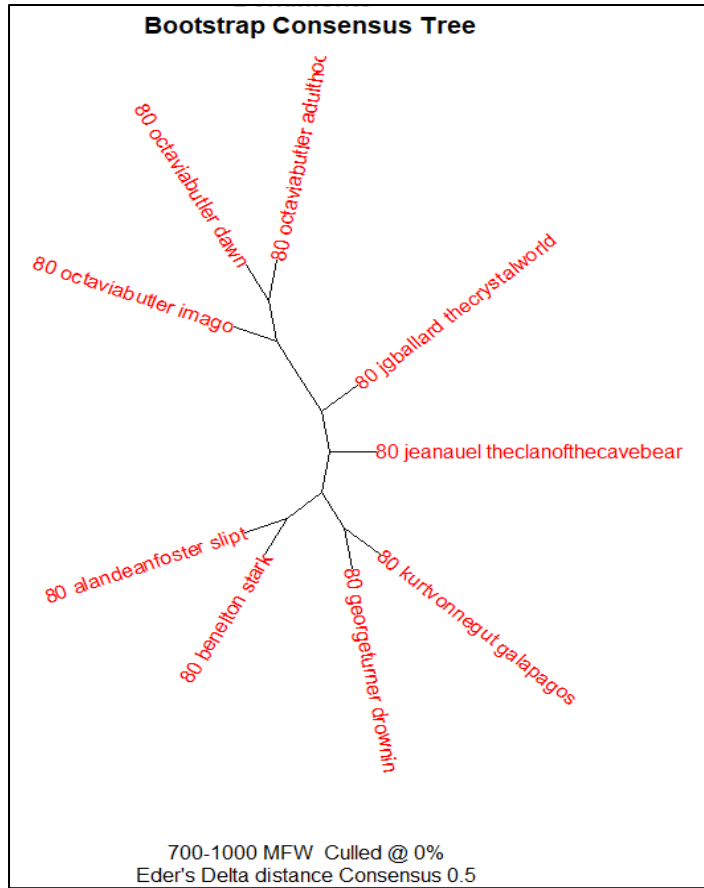 Bootstrap Consensus Tree
80 octaviabutler adulthoo
80 octaviabutler dawn
80 octaviabutler imago
80 jgballard thecrystalworld
80 jeanauel theclanofthecavebear
80 alandeanfoster slipt
80 benelton stark
80 georgeturner drownin
80 kurtvonnegut galapagos
700-1000 MFW Culled @ 0%
Eder's Delta distance Consensus 0.5